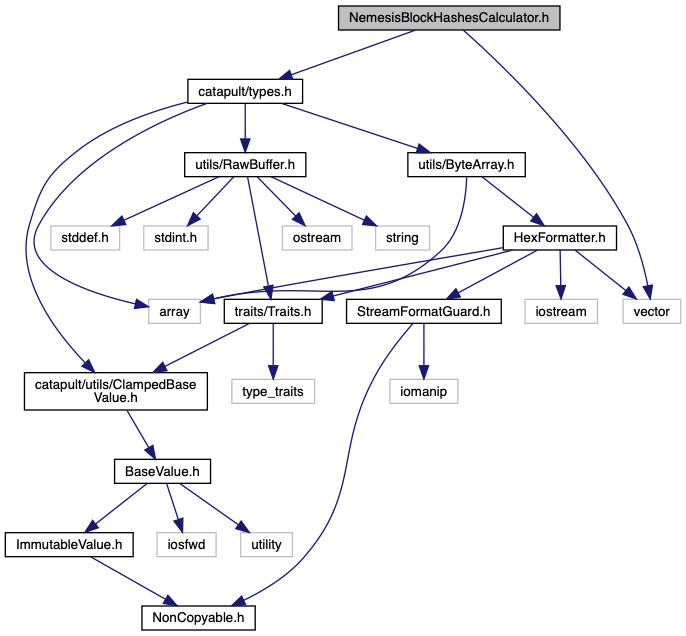 NemesisBlockHashesCalculator.h
catapult/types.h
utils/RawBuffer.h
utils/ByteArray.h
stddef.h
stdint.h
ostream
string
HexFormatter.h
array
traits/Traits.h
StreamFormatGuard.h
iostream
vector
catapult/utils/ClampedBase
Value.h
type_traits
iomanip
BaseValue.h
ImmutableValue.h
iosfwd
utility
NonCopyable.h